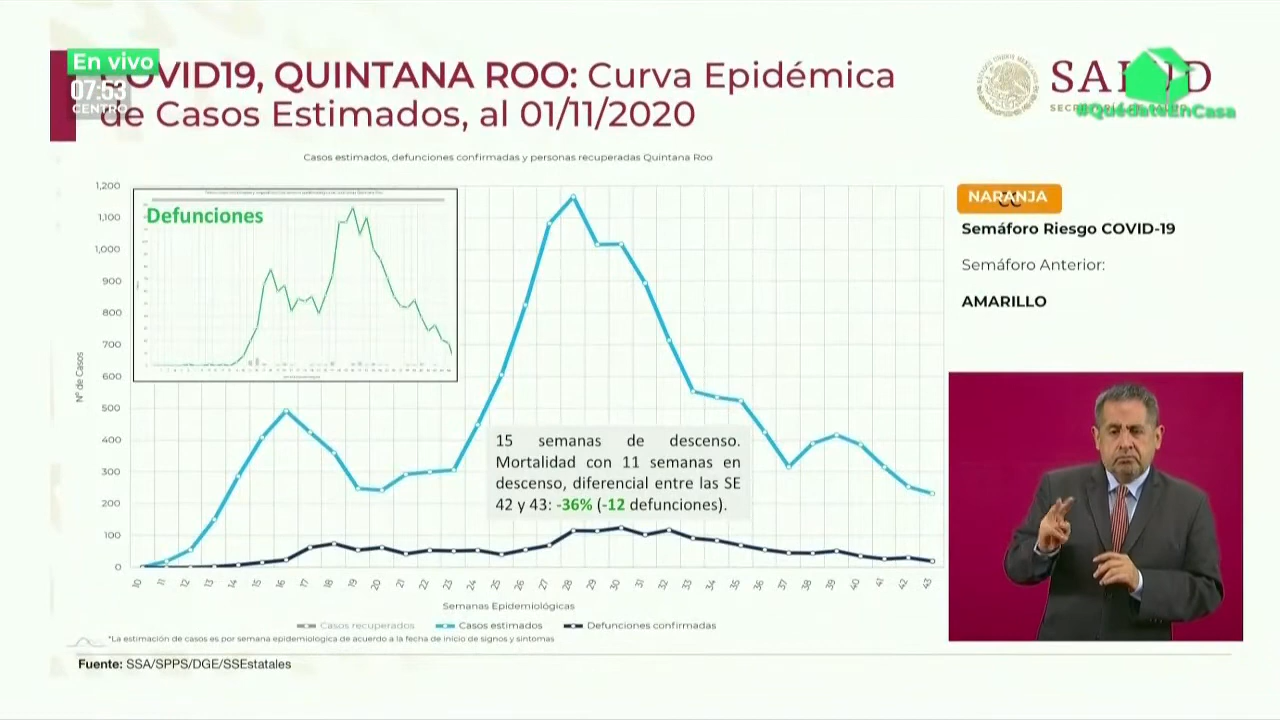 En vivo
07:53
CENTRO
COVID19, QUINTANA ROO: Curva Epidémica
de Casos Estimados, al 01/11/2020
SALUD
#QuédateEnCasa
Casos estimados, defunciones confirmadas y personas recuperadas Quintana Roo
Nº de Casos
1,200
1,100
1,000
900
800
700
600
500
400
300
200
100
0
Defunciones
15 semanas de descenso.
Mortalidad con 11 semanas en
descenso, diferencial entre las SE
42 y 43: -36% (-12 defunciones).
10 11 12 13 14 15 16 17 18 19 20 21 22 23 24 25 26 27 28 29 30 31 32 33 34 35 36 37 38 39 40 41 42 43
Semanas Epidemiológicas
Casos recuperados Casos estimados Defunciones confirmadas
*La estimación de casos es por semana epidemiologica de acuerdo a la fecha de inicio de signos y sintomas
Fuente: SSA/SPPS/DGE/SSEstatales
NARANJA
Semáforo Riesgo COVID-19
Semáforo Anterior:
AMARILLO